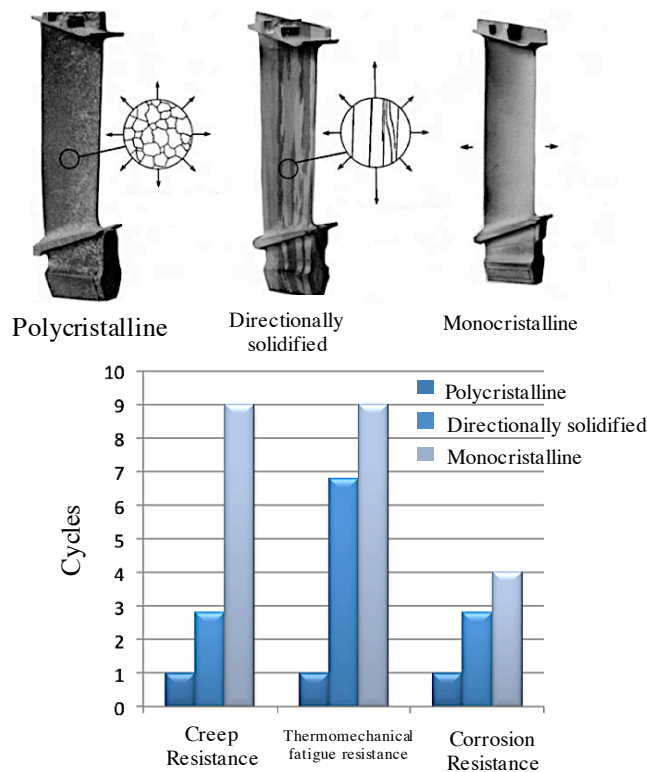 Polycristalline
Directionally
solidified
Monocristalline
10
9
8
7
6
5
4
3
2
1
0
Cycles
Polycristalline
Directionally solidified
Monocristalline
Creep
Resistance
Thermomechanical
fatigue resistance
Corrosion
Resistance